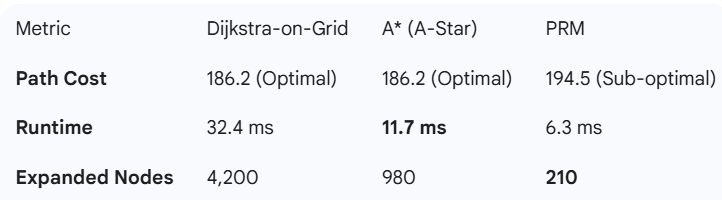 Metric Dijkstra-on-Grid A* (A-Star) PRM
Path Cost 186.2 (Optimal) 186.2 (Optimal) 194.5 (Sub-optimal)
Runtime 32.4 ms 11.7 ms 6.3 ms
Expanded Nodes 4,200 980 210